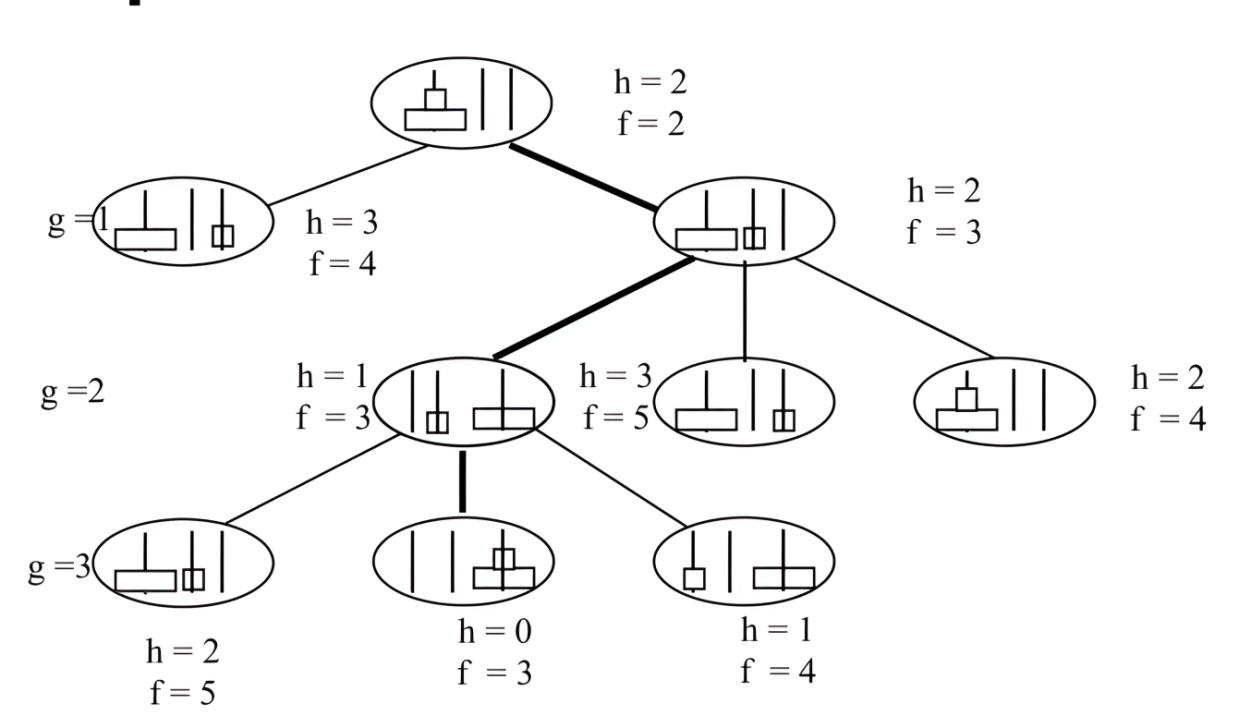 h = 2
f = 2
g =1
h = 3
f = 4
h = 2
f = 3
g =2
h = 1
f = 3
h = 3
f = 5
h = 2
f = 4
g =3
h = 2
f = 5
h = 0
f = 3
h = 1
f = 4